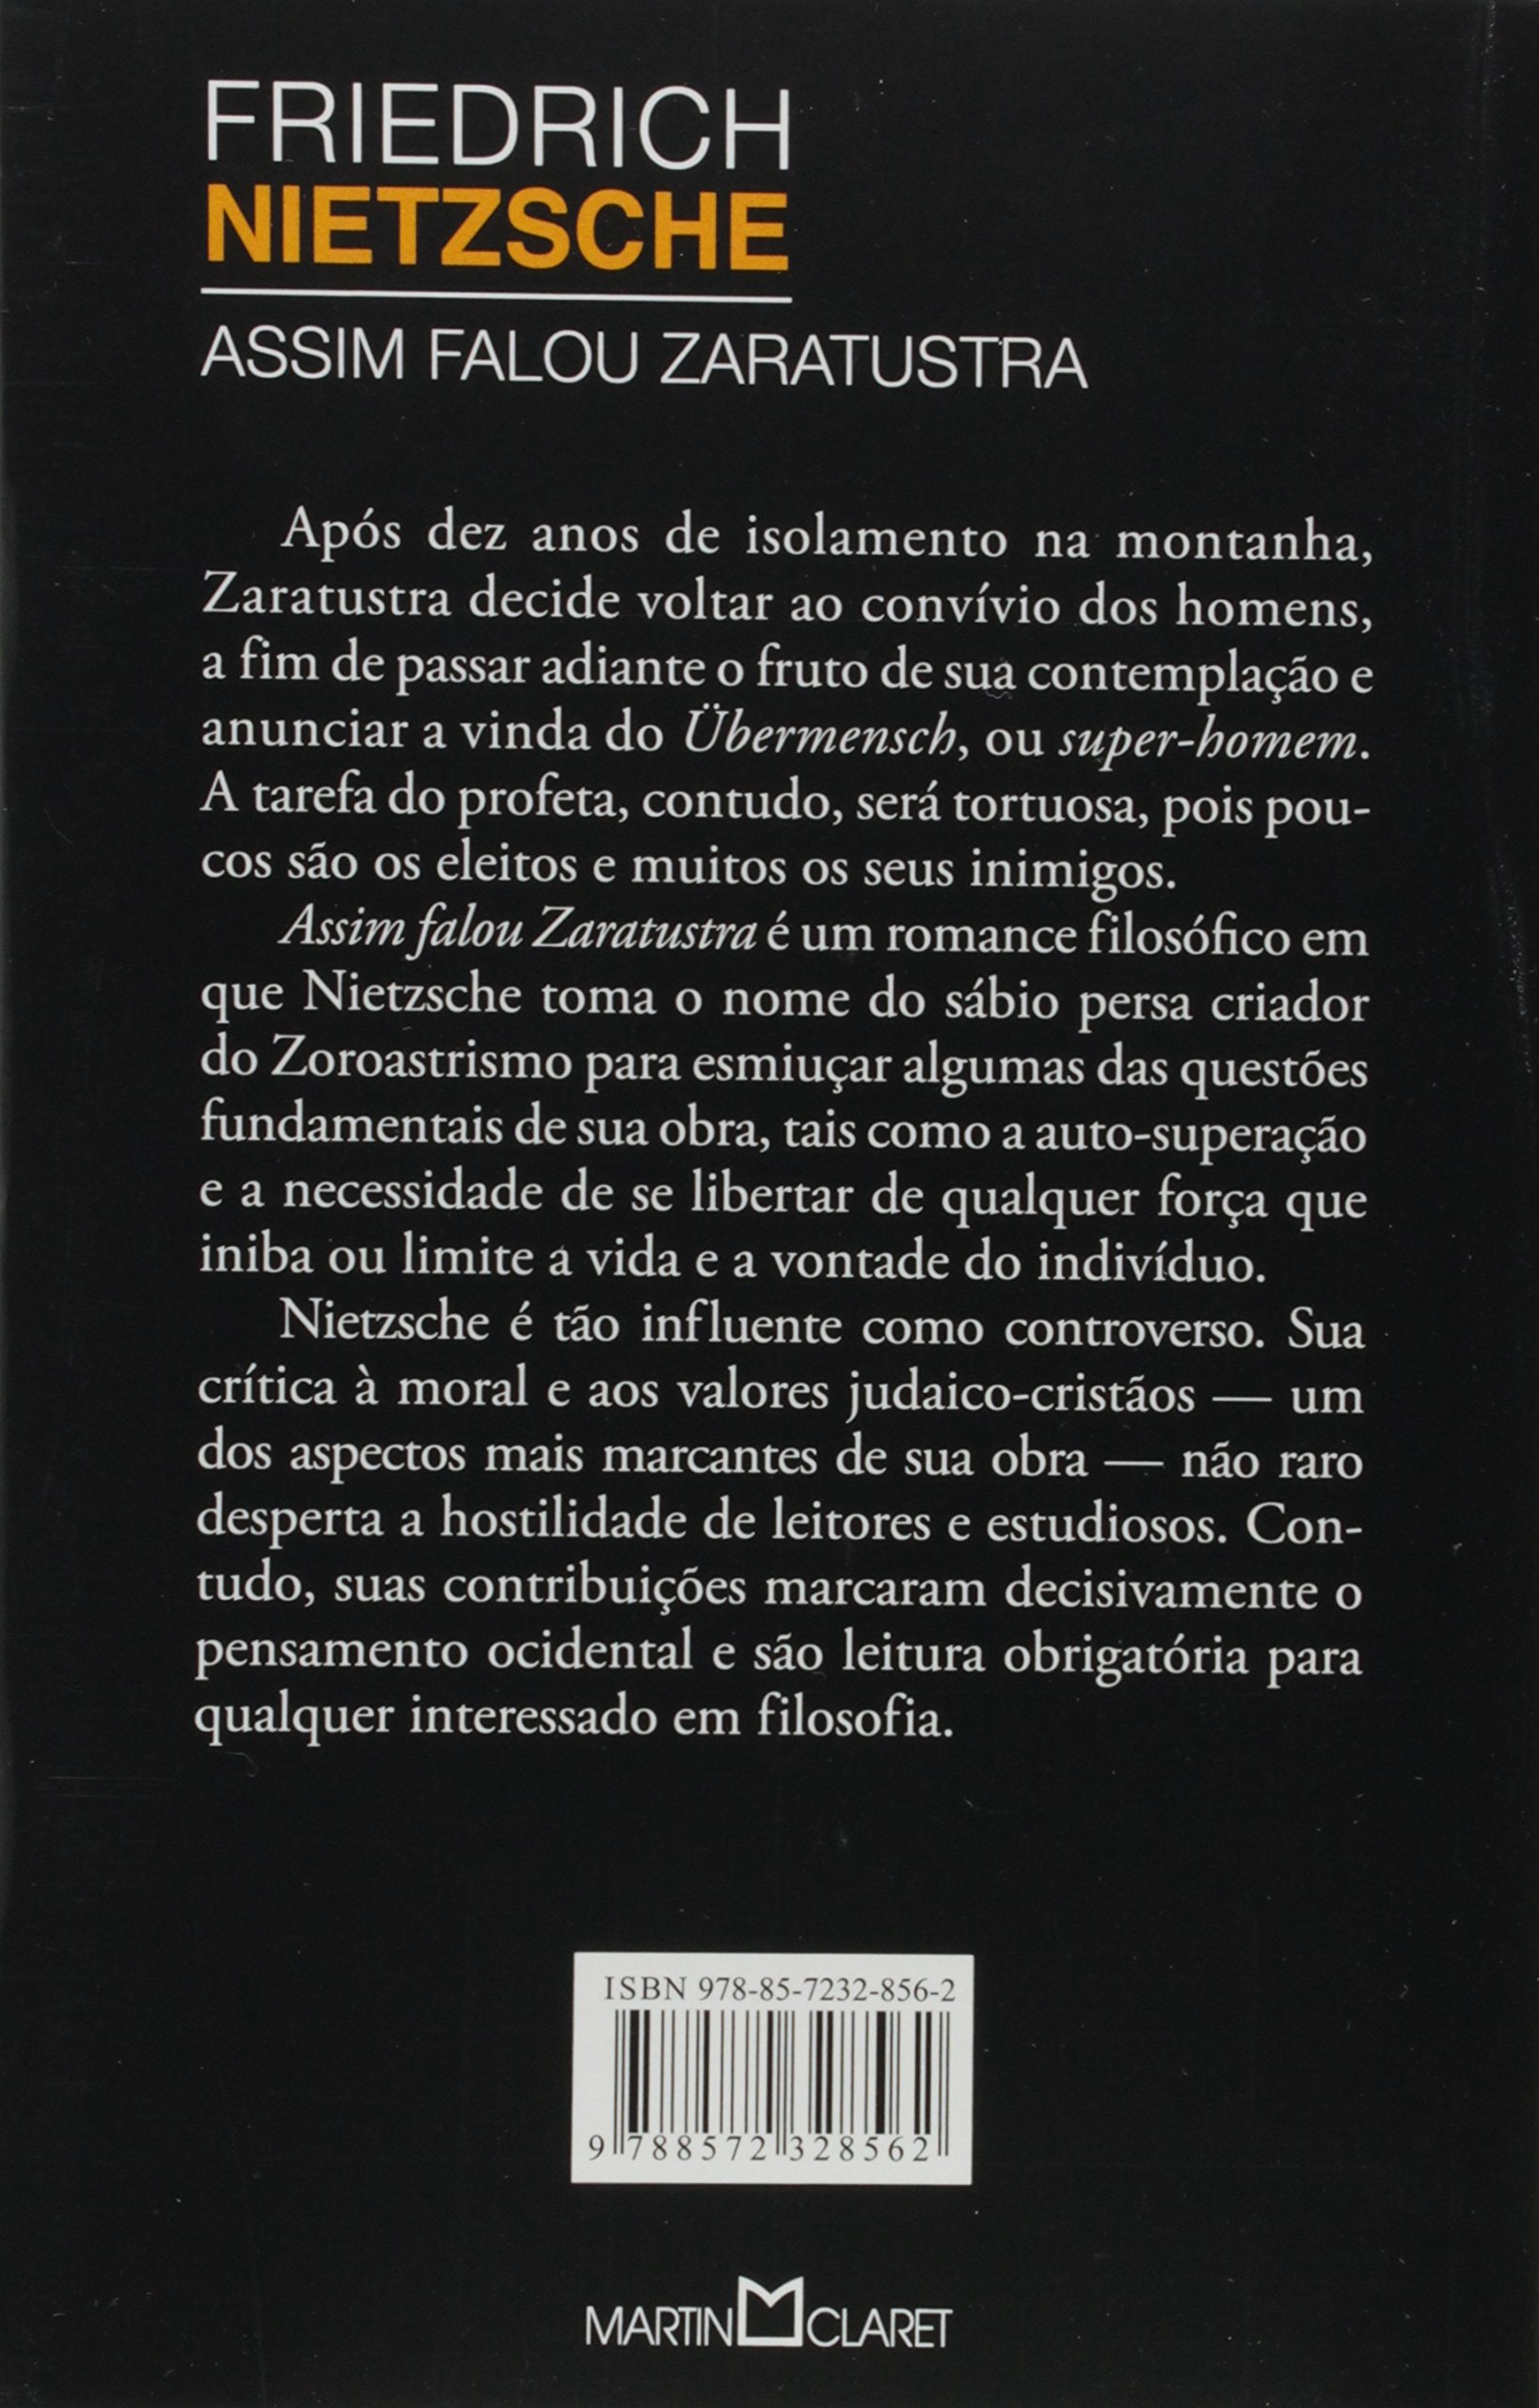 FRIEDRICH
NIETZSCHE
ASSIM FALOU ZARATUSTRA
Após dez anos de isolamento na montanha,
Zaratustra decide voltar ao convívio dos homens,
a fim de passar adiante o fruto de sua contemplação e
anunciar a vinda do Übermensch, ou super-homem.
A tarefa do profeta, contudo, será tortuosa, pois pou-
cos são os eleitos e muitos os seus inimigos.
Assim falou Zaratustra é um romance filosófico em
que Nietzsche toma o nome do sábio persa criador
do Zoroastrismo para esmiuçar algumas das questões
fundamentais de sua obra, tais como a auto-superação
e a necessidade de se libertar de qualquer força que
iniba ou limite a vida e a vontade do indivíduo.
Nietzsche é tão influente como controverso. Sua
crítica à moral e aos valores judaico-cristãos — um
dos aspectos mais marcantes de sua obra — não raro
desperta a hostilidade de leitores e estudiosos. Con-
tudo, suas contribuições marcaram decisivamente o
pensamento ocidental e são leitura obrigatória para
qualquer interessado em filosofia.
ISBN 978-85-7232-856-2
9 788572 328562
MARTIN CLARET